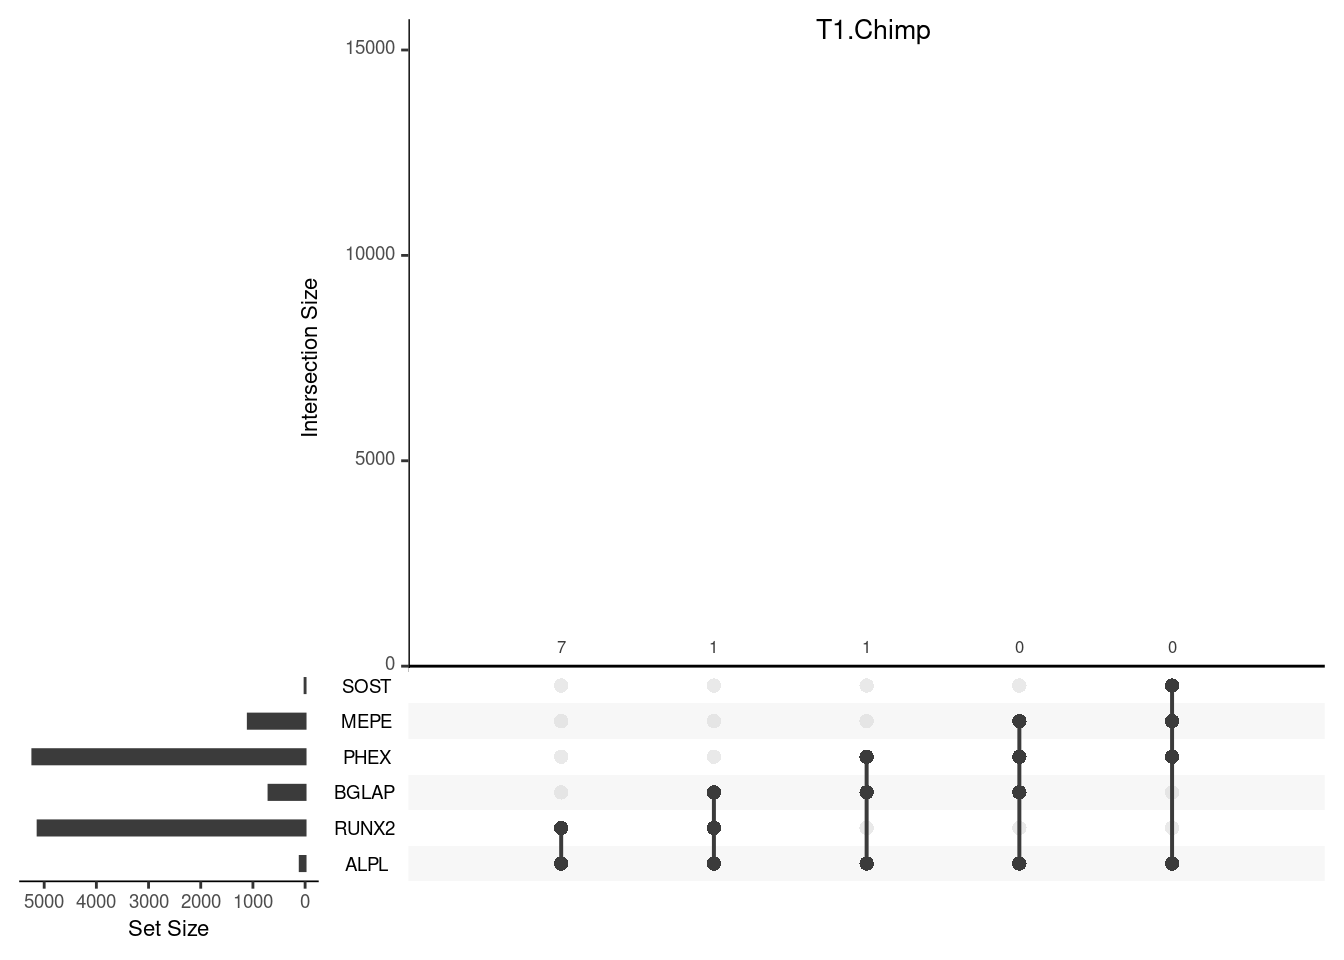 T1.Chimp
15000
10000
5000
0
Intersection Size
7 1 1 0 0
SOST
MEPE
PHEX
BGLAP
RUNX2
ALPL
5000 4000 3000 2000 1000 0
Set Size